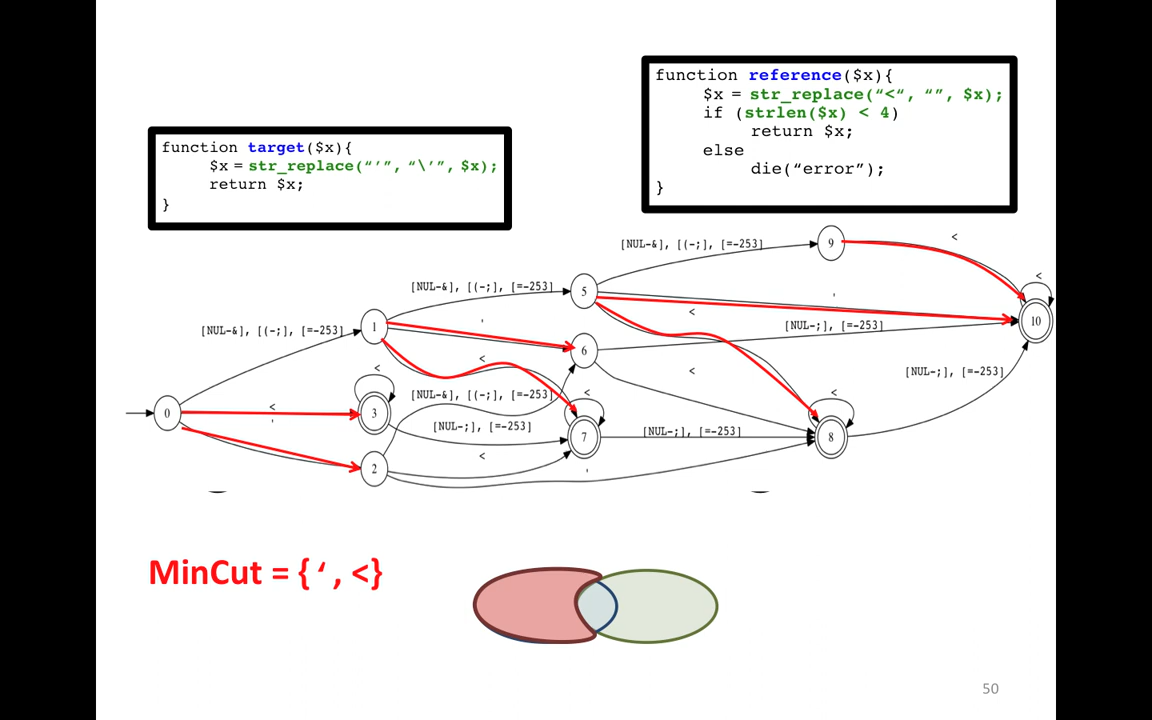 function reference($x){
$x = str_replace(“<“, “”, $x);
if (strlen($x) < 4)
return $x;
else
die(“error”);
}
function target($x){
$x = str_replace(“’”, “\’”, $x);
return $x;
}
[NUL-&], [(-;], [=-253]
9
<
<
[NUL-&], [(-;], [=-253]
5
'
<
10
[NUL-&], [(-;], [=-253]
1
'
[NUL-;], [=-253]
6
<
<
<
[NUL-;], [=-253]
[NUL-&], [(-;], [=-253]
<
<
0
<
'
3
[NUL-;], [=-253]
7
[NUL-;], [=-253]
8
2
<
'
MinCut = { ‘ , <}
50